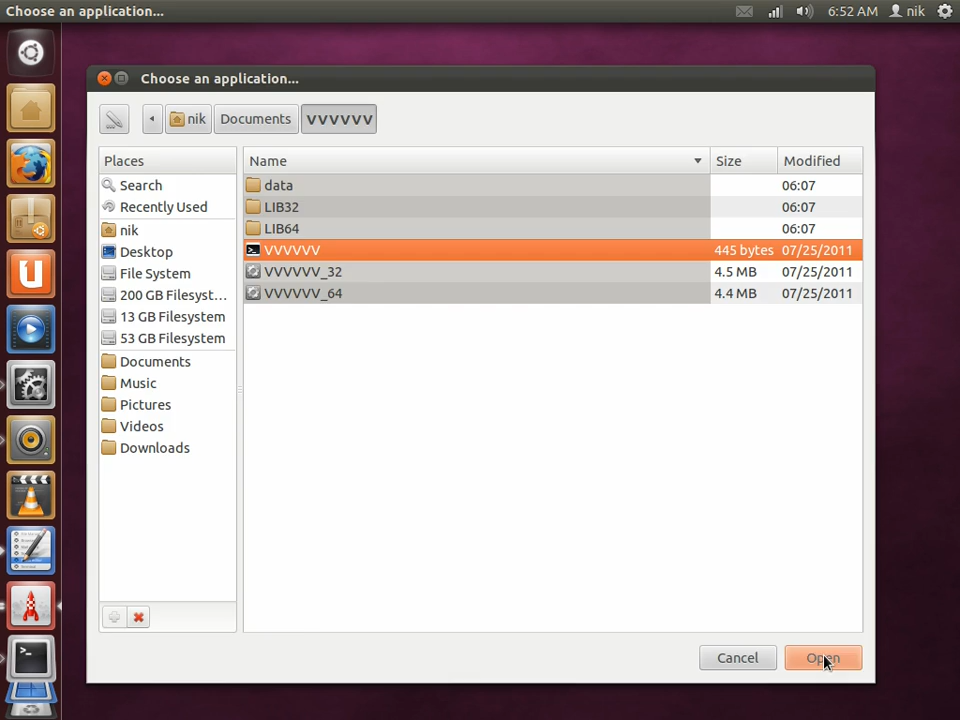 Choose an application...
6:52 AM nik
Choose an application...
nik Documents VVVVVV
Places
Search
Recently Used
nik
Desktop
File System
200 GB Filesyst...
13 GB Filesystem
53 GB Filesystem
Documents
Music
Pictures
Videos
Downloads
Name Size Modified
data 06:07
LIB32 06:07
LIB64 06:07
VVVVVV 445 bytes 07/25/2011
VVVVVV_32 4.5 MB 07/25/2011
VVVVVV_64 4.4 MB 07/25/2011
Cancel Open